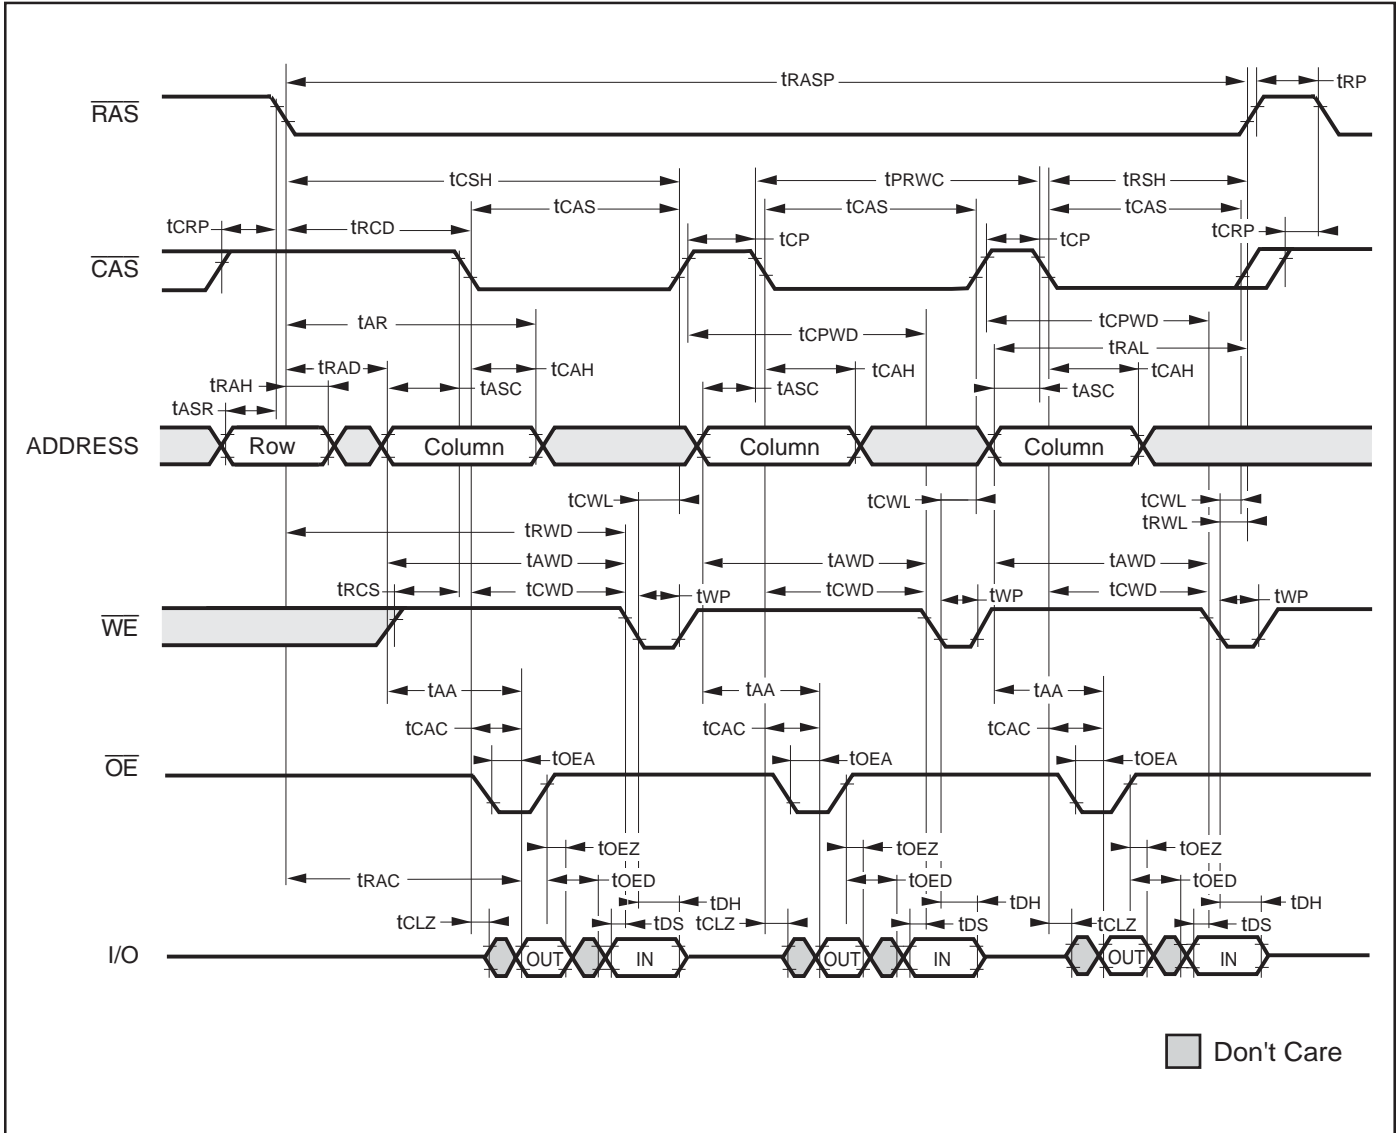 tRASP
tRP
RAS
tCSH
tPRWC
tRSH
tCAS
tCAS
tCAS
tCRP
tRCD
tCP
tCP
tCRP
CAS
tAR
tCPWD
tCPWD
tRAL
tRAD
tCAH
tCAH
tCAH
tRAH
tASC
tASC
tASC
tASR
ADDRESS
Row
Column
Column
Column
tCWL
tCWL
tCWL
tRWL
tRWD
tAWD
tAWD
tAWD
tRCS
tCWD
tCWD
tCWD
tWP
tWP
tWP
WE
tAA
tAA
tAA
tCAC
tCAC
tCAC
tOEA
tOEA
tOEA
OE
tOEZ
tOEZ
tOEZ
tRAC
tOED
tOED
tOED
tDH
tDH
tDH
tCLZ
tDS
tCLZ
tDS
tCLZ
tDS
I/O
OUT
IN
OUT
IN
OUT
IN
Don't Care